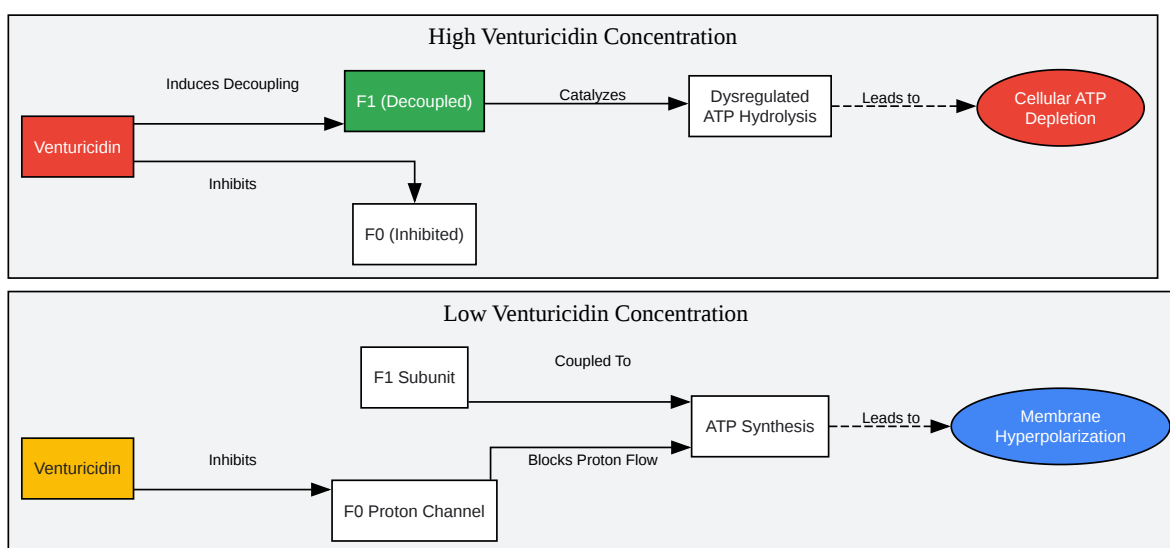 High Venturicidin Concentration
Induces Decoupling
F1 (Decoupled)
Catalyzes
Dysregulated
ATP Hydrolysis
Leads to
Cellular ATP
Depletion
Venturicidin
Inhibits
F0 (Inhibited)
Low Venturicidin Concentration
F1 Subunit
Coupled To
ATP Synthesis
Leads to
Membrane
Hyperpolarization
Venturicidin
Inhibits
Blocks Proton Flow
F0 Proton Channel